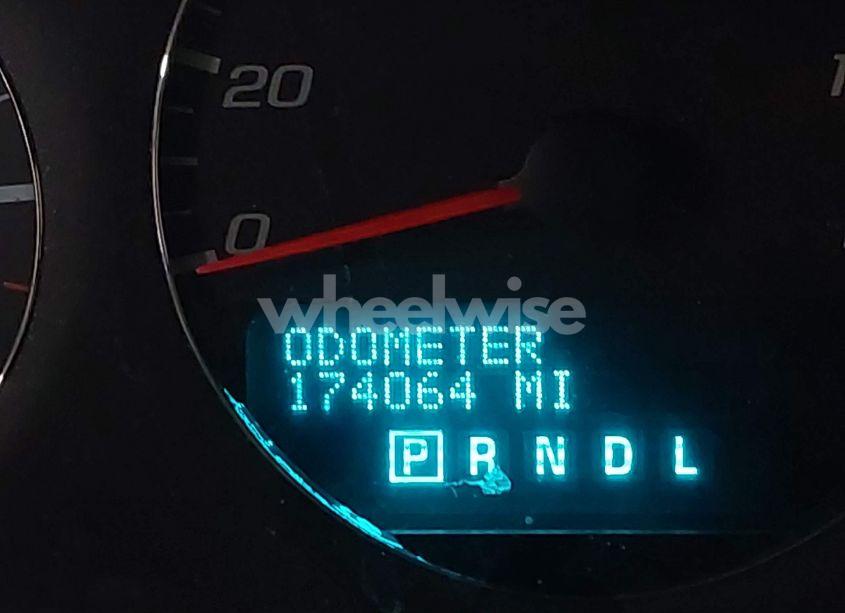 20
0
wheelwise
ODOMETER
174064 MI
P R N D L